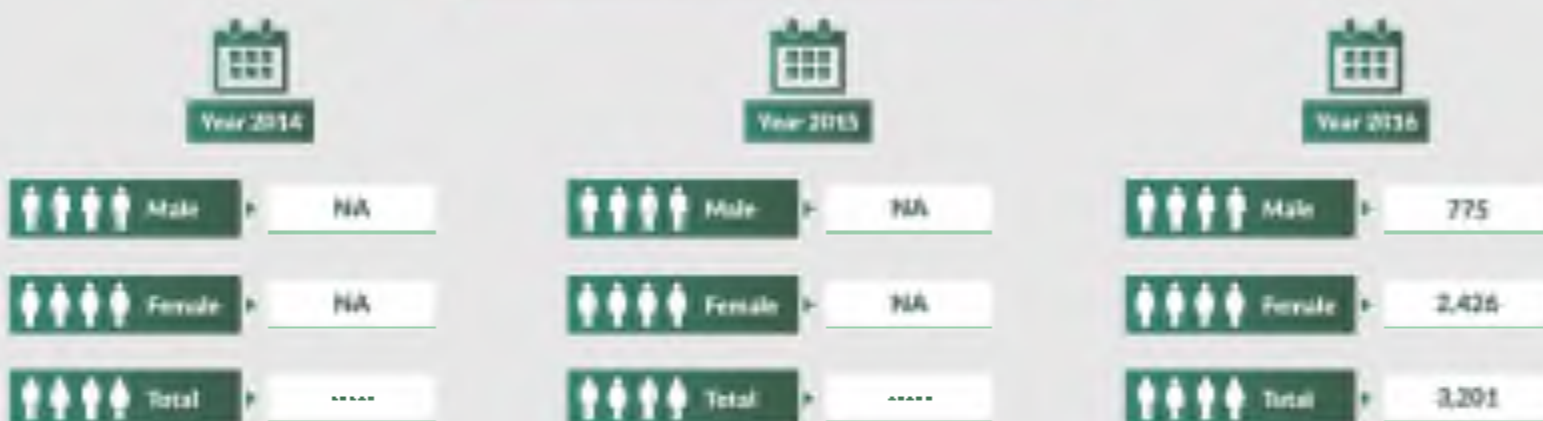 Year 2014 Year 2015 Year 2016
Male NA Male NA Male 775
Female NA Female NA Female 2,426
Total ----- Total ----- Total 3,201